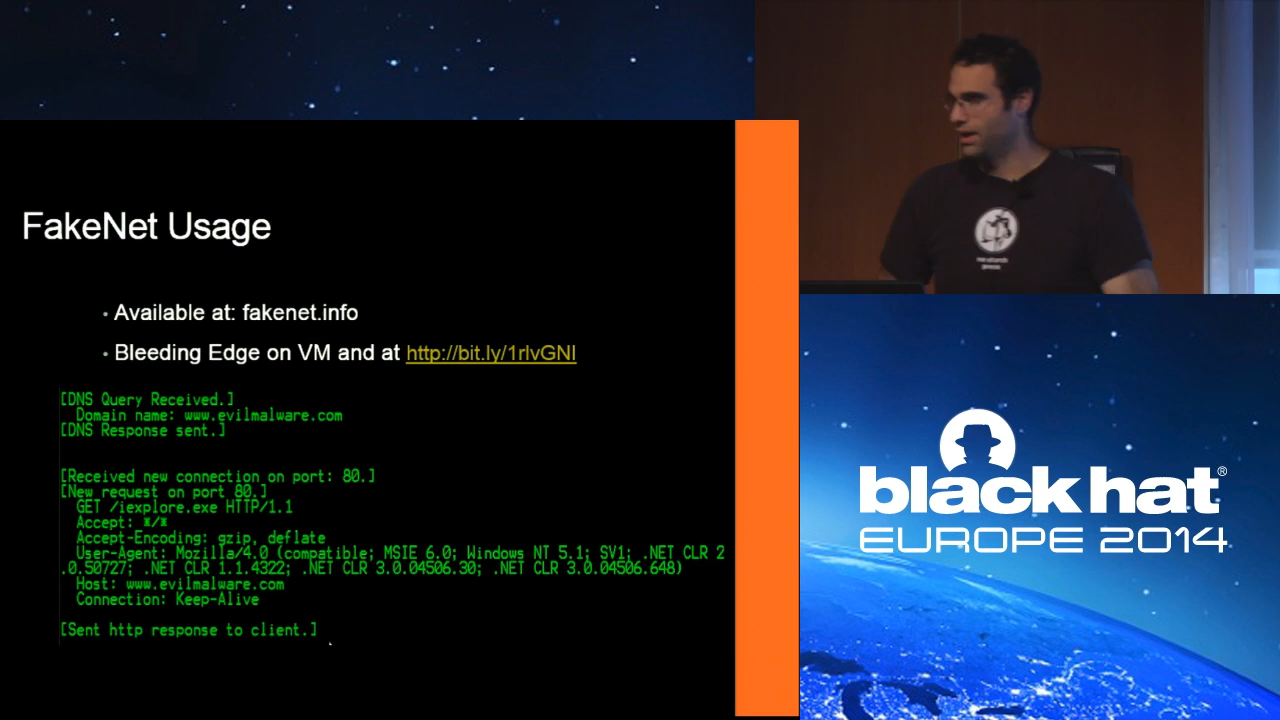 FakeNet Usage
• Available at: fakenet.info
• Bleeding Edge on VM and at http://bit.ly/1rlvGNI
[DNS Query Received.]
Domain name: www.evilmalware.com
[DNS Response sent.]
[Received new connection on port: 80.]
[New request on port 80.]
GET /iexplore.exe HTTP/1.1
Accept: */*
Accept-Encoding: gzip, deflate
User-Agent: Mozilla/4.0 (compatible; MSIE 6.0; Windows NT 5.1; SV1; .NET CLR 2
.0.50727; .NET CLR 1.1.4322; .NET CLR 3.0.04506.30; .NET CLR 3.0.04506.648)
Host: www.evilmalware.com
Connection: Keep-Alive
[Sent http response to client.]
no starch
press
black hat®
EUROPE 2014